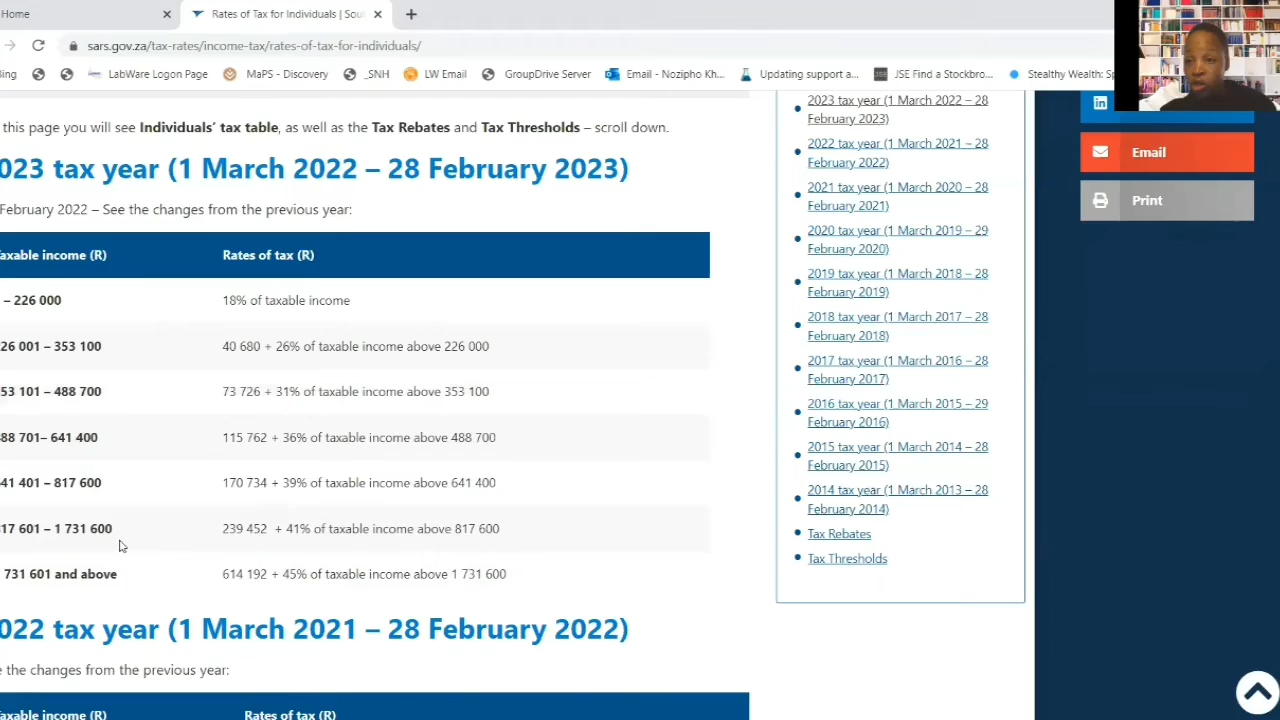 Home
Rates of Tax for Individuals | Sou
sars.gov.za/tax-rates/income-tax/rates-of-tax-for-individuals/
ing
LabWare Logon Page
MaPS - Discovery
_SNH
LW Email
GroupDrive Server
Email - Nozipho Kh...
Updating support a...
JSE Find a Stockbro...
Stealthy Wealth: Sp
this page you will see Individuals' tax table, as well as the Tax Rebates and Tax Thresholds – scroll down.
023 tax year (1 March 2022 – 28 February 2023)
February 2022 – See the changes from the previous year:
axable income (R) Rates of tax (R)
– 226 000 18% of taxable income
26 001 – 353 100 40 680 + 26% of taxable income above 226 000
53 101 – 488 700 73 726 + 31% of taxable income above 353 100
88 701– 641 400 115 762 + 36% of taxable income above 488 700
41 401 – 817 600 170 734 + 39% of taxable income above 641 400
17 601 – 1 731 600 239 452 + 41% of taxable income above 817 600
731 601 and above 614 192 + 45% of taxable income above 1 731 600
022 tax year (1 March 2021 – 28 February 2022)
e the changes from the previous year:
axable income (R) Rates of tax (R)
2023 tax year (1 March 2022 – 28
February 2023)
2022 tax year (1 March 2021 – 28
February 2022)
2021 tax year (1 March 2020 – 28
February 2021)
2020 tax year (1 March 2019 – 29
February 2020)
2019 tax year (1 March 2018 – 28
February 2019)
2018 tax year (1 March 2017 – 28
February 2018)
2017 tax year (1 March 2016 – 28
February 2017)
2016 tax year (1 March 2015 – 29
February 2016)
2015 tax year (1 March 2014 – 28
February 2015)
2014 tax year (1 March 2013 – 28
February 2014)
Tax Rebates
Tax Thresholds
in
Email
Print